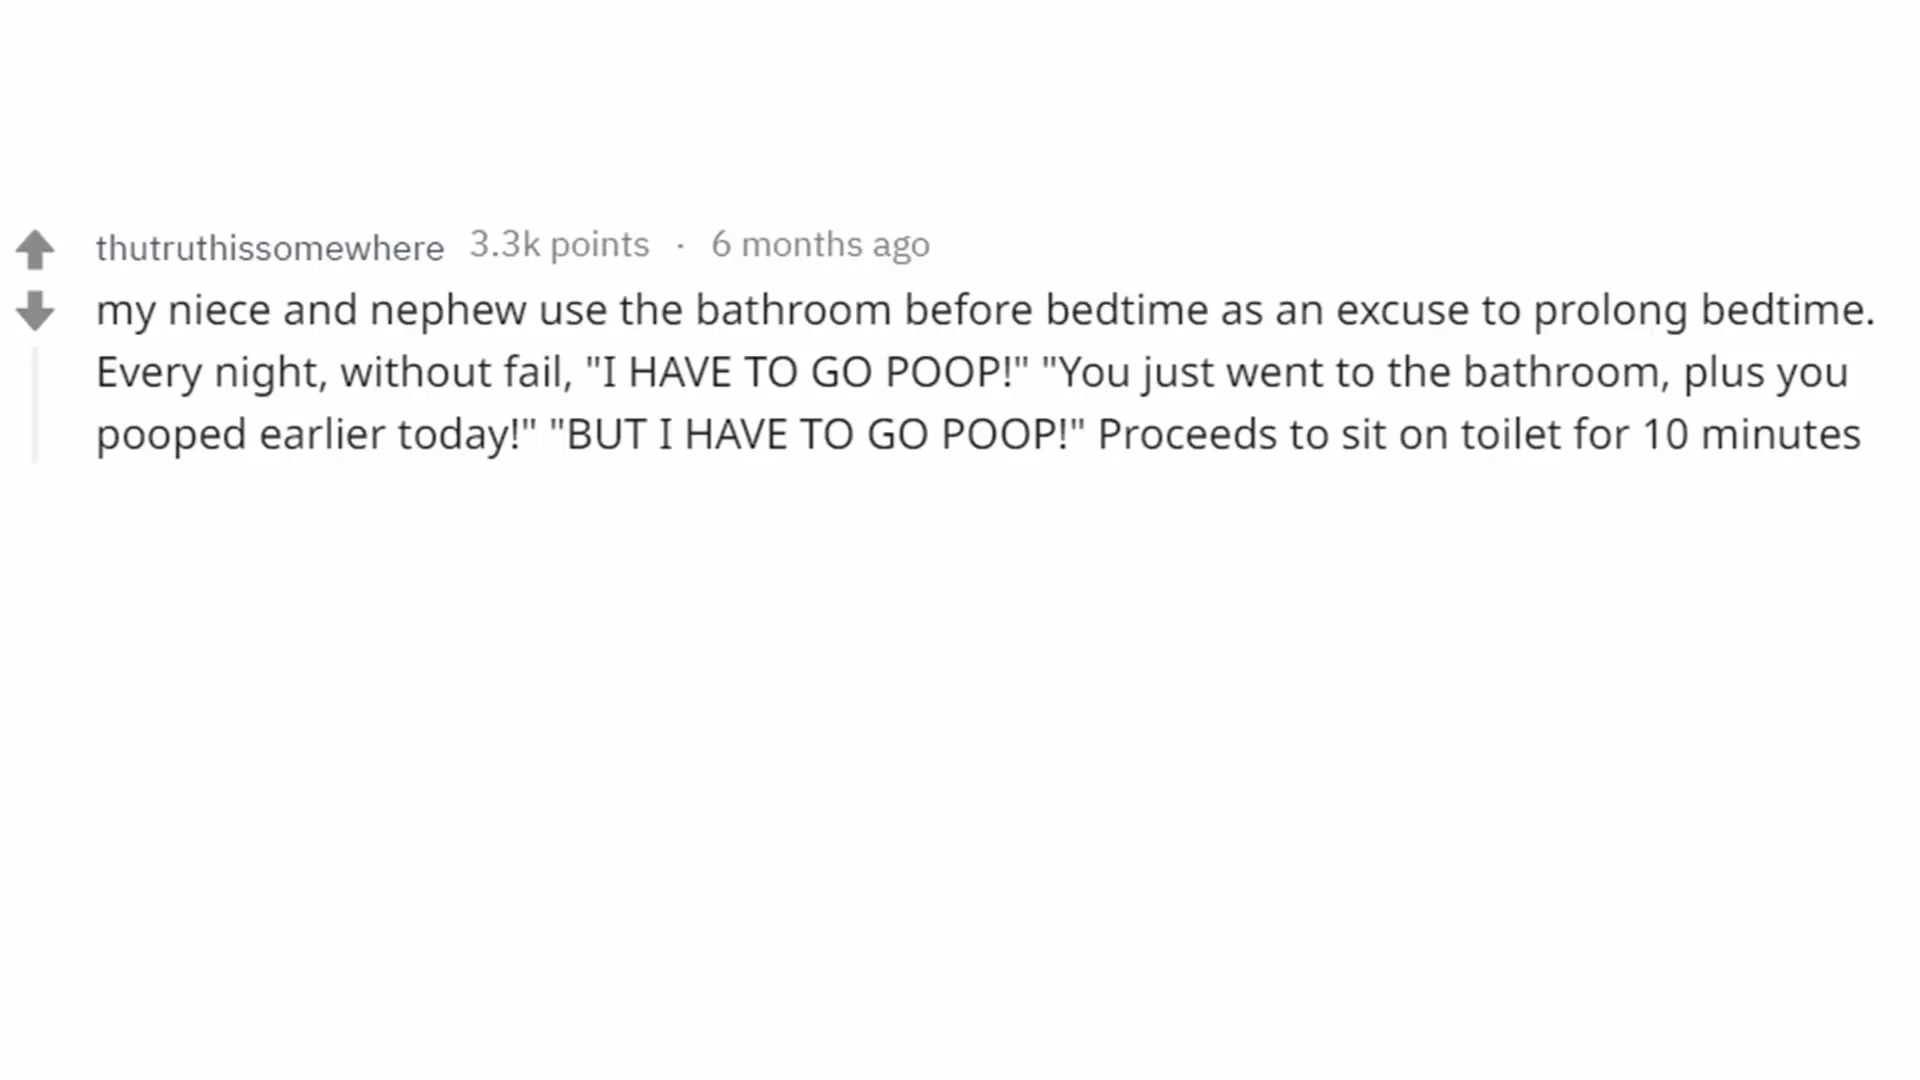 thutruthissomewhere 3.3k points · 6 months ago
my niece and nephew use the bathroom before bedtime as an excuse to prolong bedtime.
Every night, without fail, "I HAVE TO GO POOP!" "You just went to the bathroom, plus you
pooped earlier today!" "BUT I HAVE TO GO POOP!" Proceeds to sit on toilet for 10 minutes